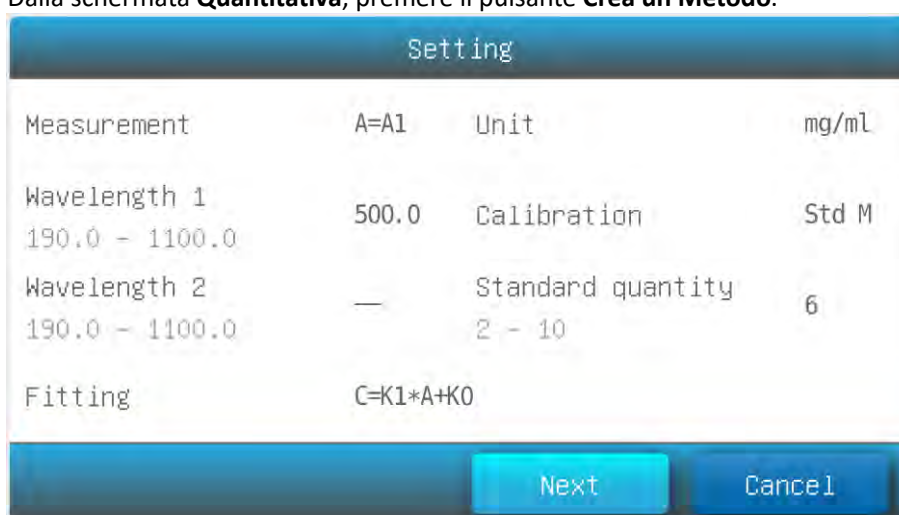 Dalla schermata Quantitativa, premere il pulsante Crea un Metodo.
Setting
Measurement A=A1 Unit mg/ml
Wavelength 1 500.0 Calibration Std M
190.0 - 1100.0
Wavelength 2 — Standard quantity 6
190.0 - 1100.0 2 - 10
Fitting C=K1*A+K0
Next Cancel